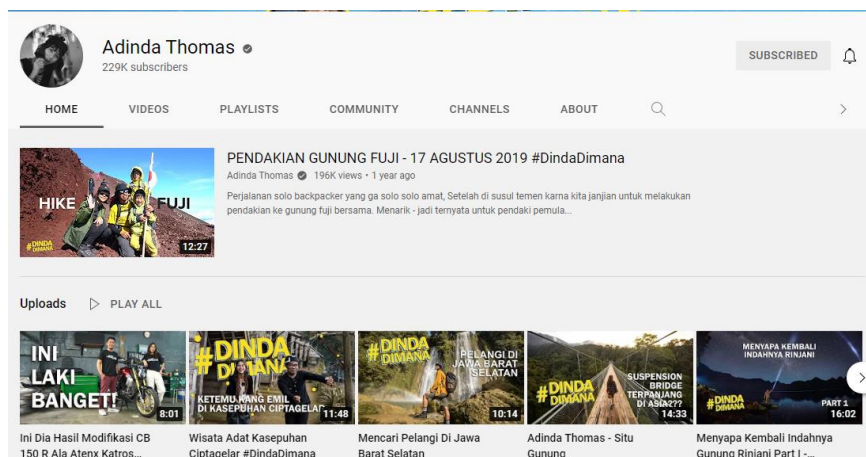 Adinda Thomas
229K subscribers
SUBSCRIBED
HOME VIDEOS PLAYLISTS COMMUNITY CHANNELS ABOUT
HIKE FUJI
#DINDA
DIMANA
12:27
PENDAKIAN GUNUNG FUJI - 17 AGUSTUS 2019 #DindaDimana
Adinda Thomas 196K views • 1 year ago
Perjalanan solo backpacker yang ga solo solo amat, Setelah di susul temen karna kita janjian untuk melakukan
pendakian ke gunung fuji bersama. Menarik - jadi ternyata untuk pendaki pemula...
Uploads PLAY ALL
INI
LAKI
BANGET!
8:01
Ini Dia Hasil Modifikasi CB
150 R Ala Atenx Katros...
#DINDA
DIMANA
KETEMU KANG EMIL
DI KASEPUHAN CIPTAGELAR
11:48
Wisata Adat Kasepuhan
Ciptagelar #DindaDimana
#DINDA
DIMANA
PELANGI DI
JAWA BARAT
SELATAN
10:14
Mencari Pelangi Di Jawa
Barat Selatan
#DINDA
DIMANA
SUSPENSION
BRIDGE
TERPANJANG
DI ASIA???
14:33
Adinda Thomas - Situ
Gunung
MENYAPA KEMBALI
INDAHNYA RINJANI
#DINDA
DIMANA
PART 1
16:02
Menyapa Kembali Indahnya
Gunung Rinjani Part I -...